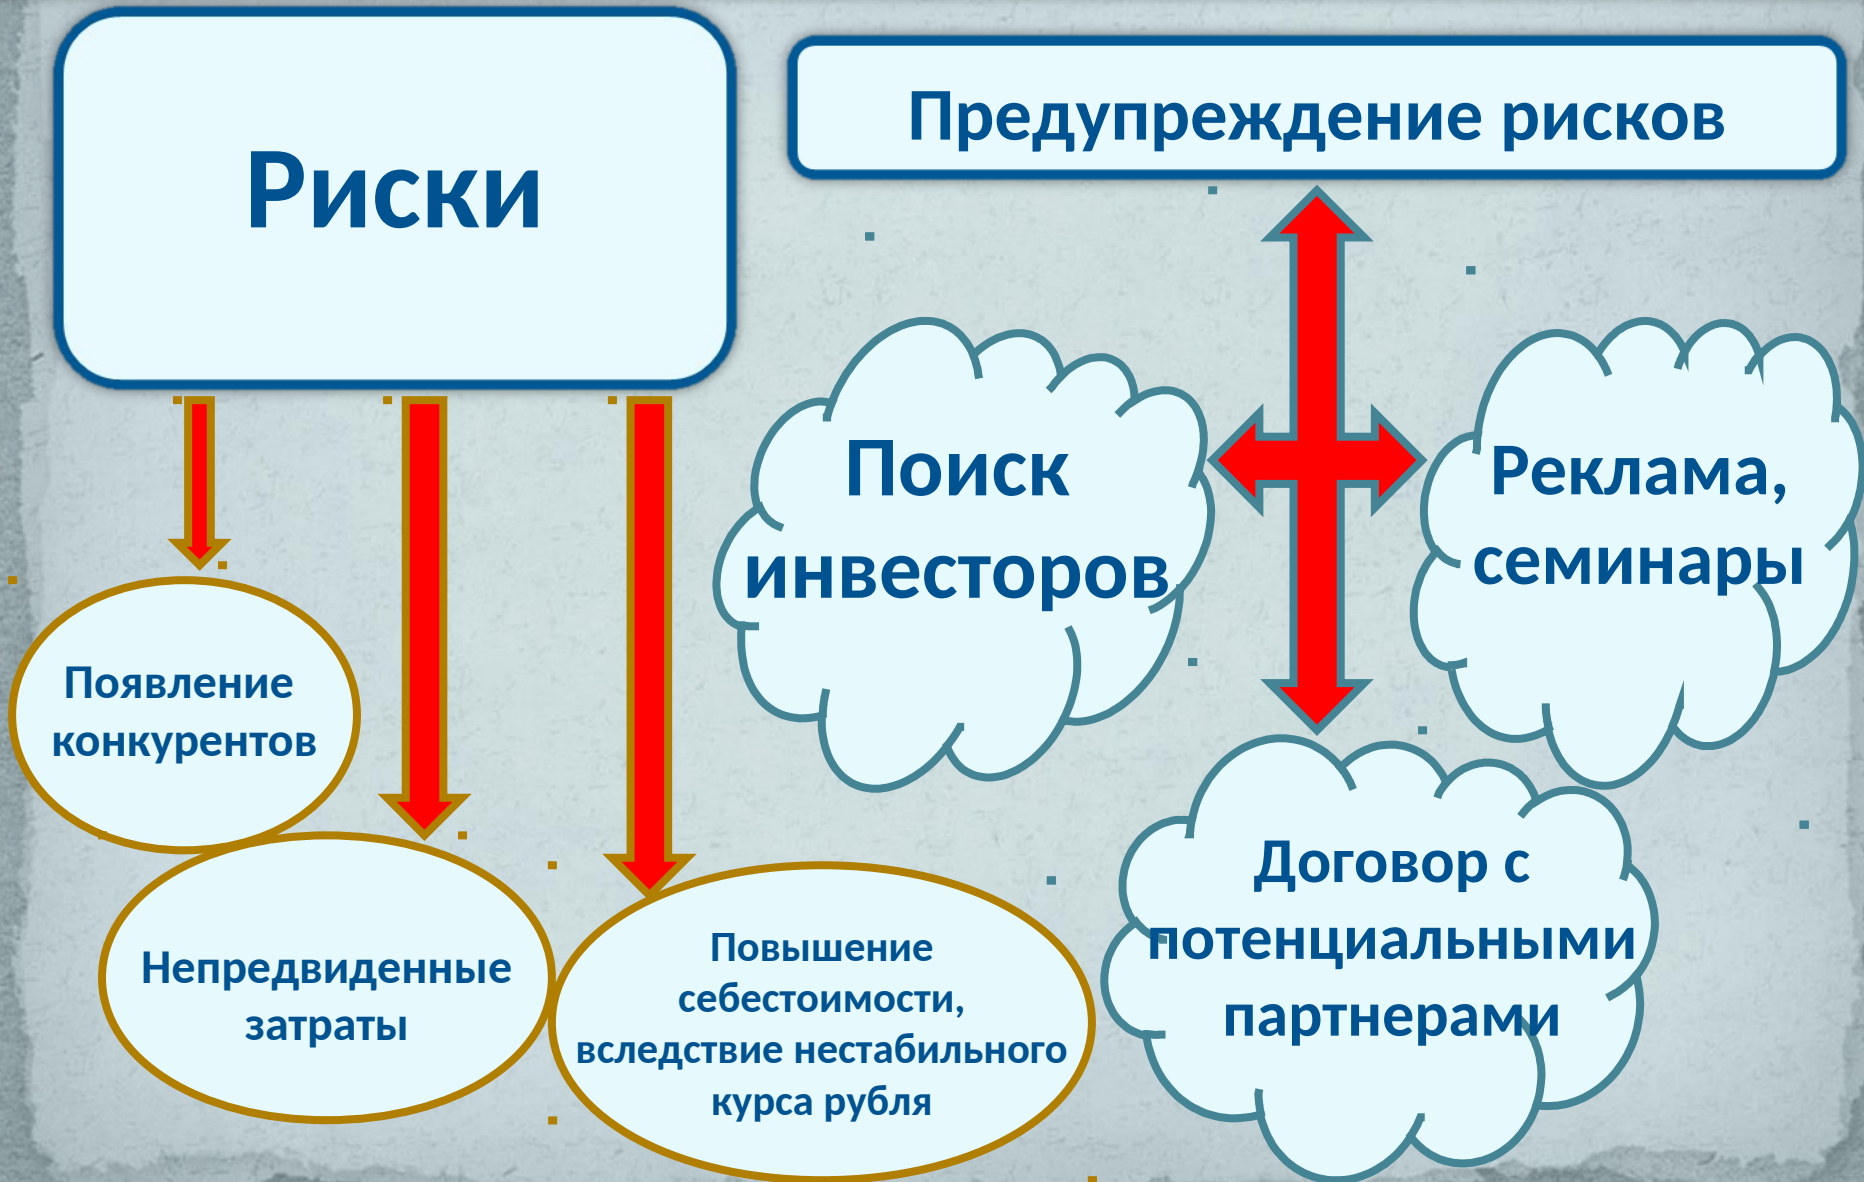 Риски
Появление
конкурентов
Непредвиденные
затраты
Повышение
себестоимости,
вследствие нестабильного
курса рубля
Предупреждение рисков
Поиск
инвесторов
Реклама,
семинары
Договор с
потенциальными
партнерами